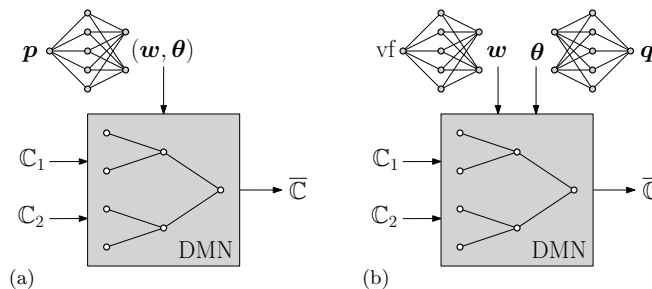 p (w, θ)
ℂ₁
ℂ₂
ℂ̅
DMN
(a)
vf w θ q
ℂ₁
ℂ₂
ℂ̅
DMN
(b)